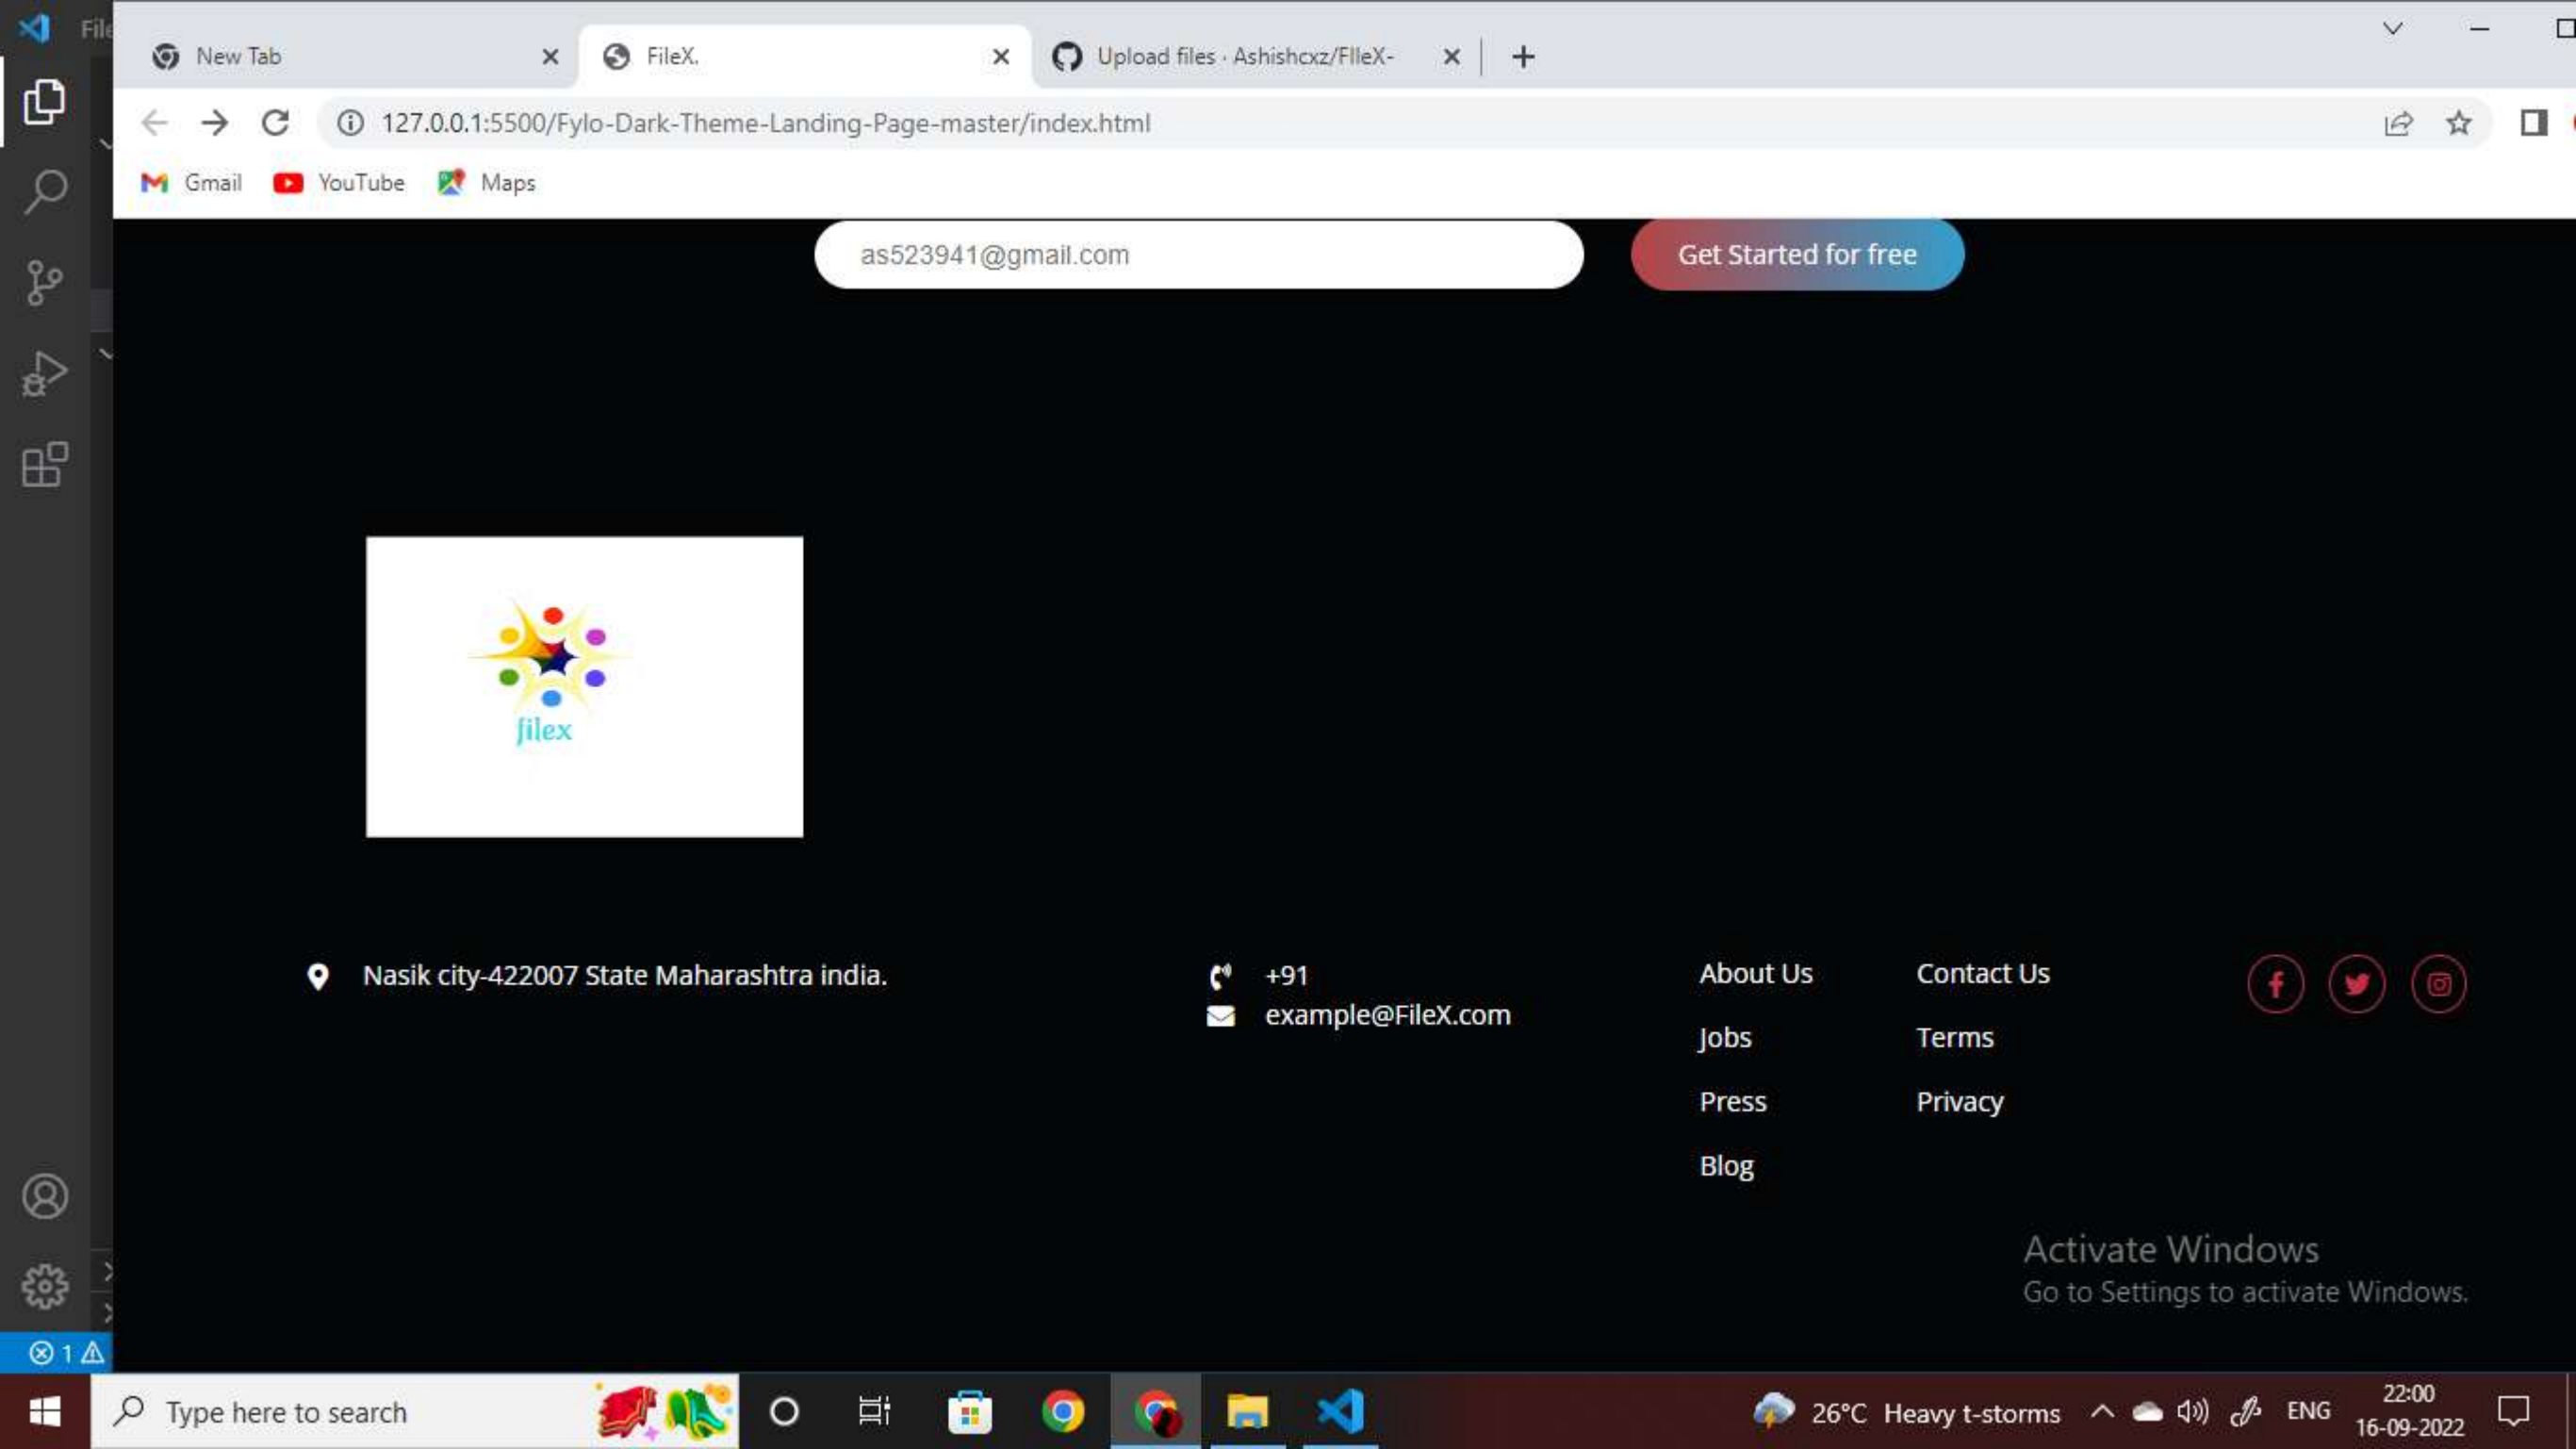 File
New Tab
FileX.
Upload files · Ashishcxz/FIleX-
127.0.0.1:5500/Fylo-Dark-Theme-Landing-Page-master/index.html
Gmail
YouTube
Maps
as523941@gmail.com
Get Started for free
filex
Nasik city-422007 State Maharashtra india.
+91
example@FileX.com
About Us
Jobs
Press
Blog
Contact Us
Terms
Privacy
Activate Windows
Go to Settings to activate Windows.
1
Type here to search
26°C Heavy t-storms
ENG
22:00
16-09-2022